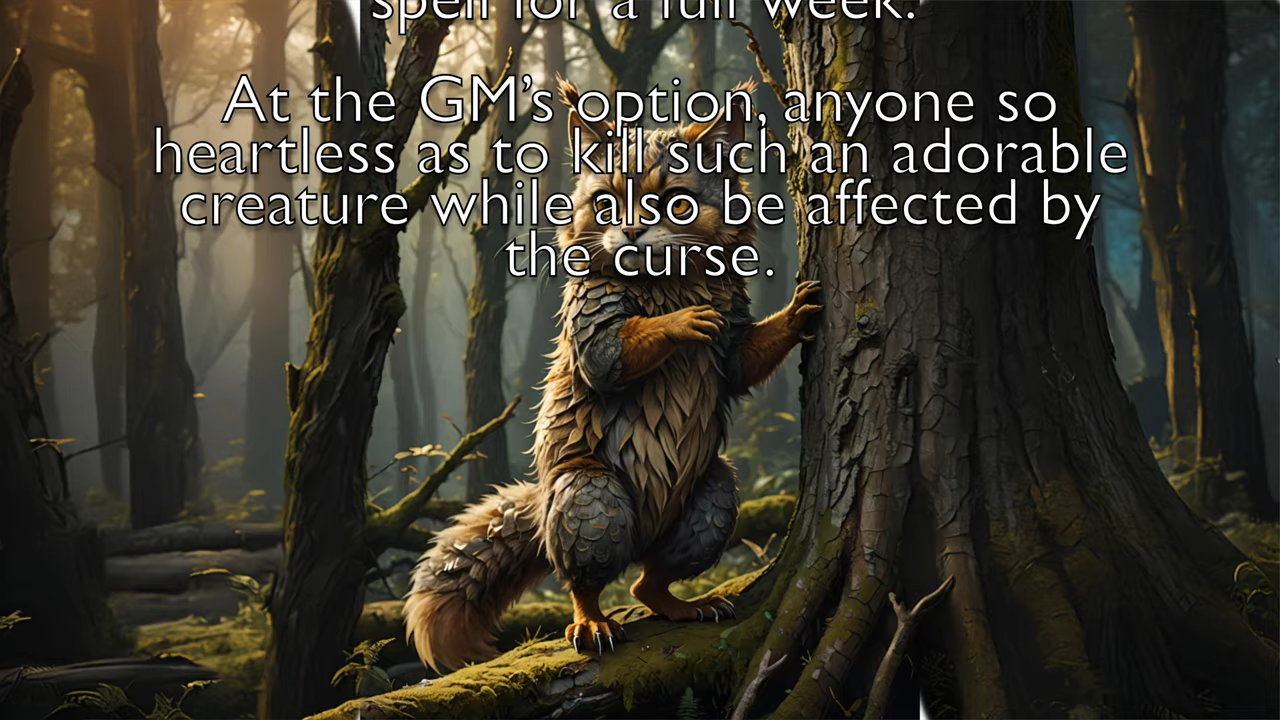 spell for a full week.
At the GM’s option, anyone so
heartless as to kill such an adorable
creature while also be affected by
the curse.